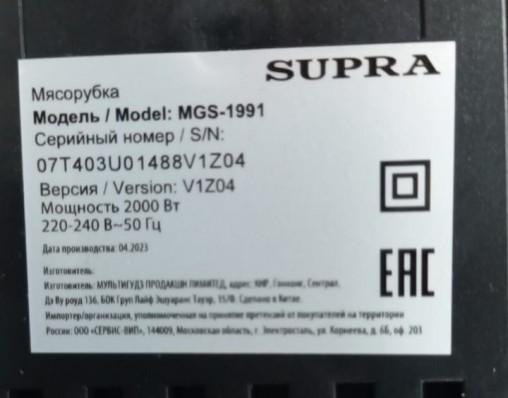 SUPRA
Мясорубка
Модель / Model: MGS-1991
Серийный номер / S/N:
07T403U01488V1Z04
Версия / Version: V1Z04
Мощность 2000 Вт
220-240 В~50 Гц
Дата производства: 04.2023
EAC
Изготовитель:
Изготовитель: МУЛЬТИГУДЗ ПРОДАКШН ЛИМИТЕД, адрес: КНР, Гонконг, Сентрал,
Дэ Ву роуд 136, БОК Груп Лайф Эшуаранс Тауэр, 15/В. Сделано в Китае.
Импортер/организация, уполномоченная на принятие претензий от покупателей на территории
России: ООО «СЕРВИС-ВИП», 144009, Московская область, г. Электросталь, ул. Корнеева, д. 6Б, оф. 203